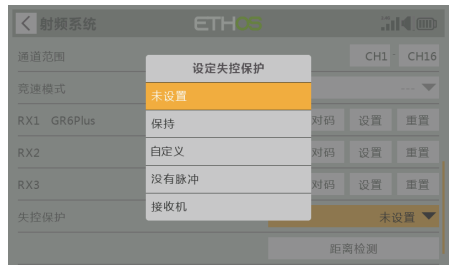 射频系统 ETHOS
通道范围 CH1 - CH16
设定失控保护
竞速模式 ---
未设置
RX1 GR6Plus 对码 设置 重置
保持
RX2 对码 设置 重置
自定义
没有脉冲
RX3 对码 设置 重置
接收机
失控保护 未设置
距离检测